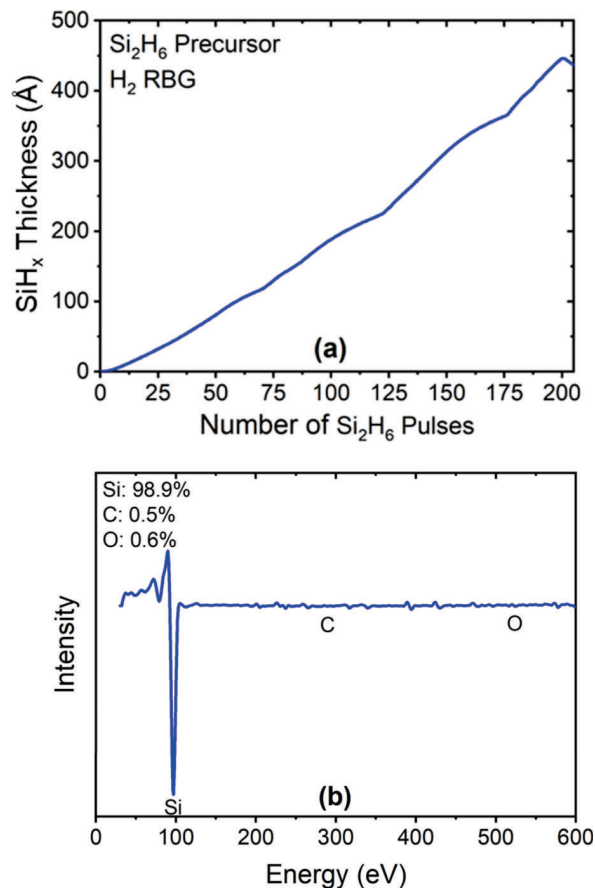 500
400
300
200
100
0
SiHₓ Thickness (Å)
Si₂H₆ Precursor
H₂ RBG
(a)
0 25 50 75 100 125 150 175 200
Number of Si₂H₆ Pulses
Si: 98.9%
C: 0.5%
O: 0.6%
Intensity
C O
Si
(b)
0 100 200 300 400 500 600
Energy (eV)